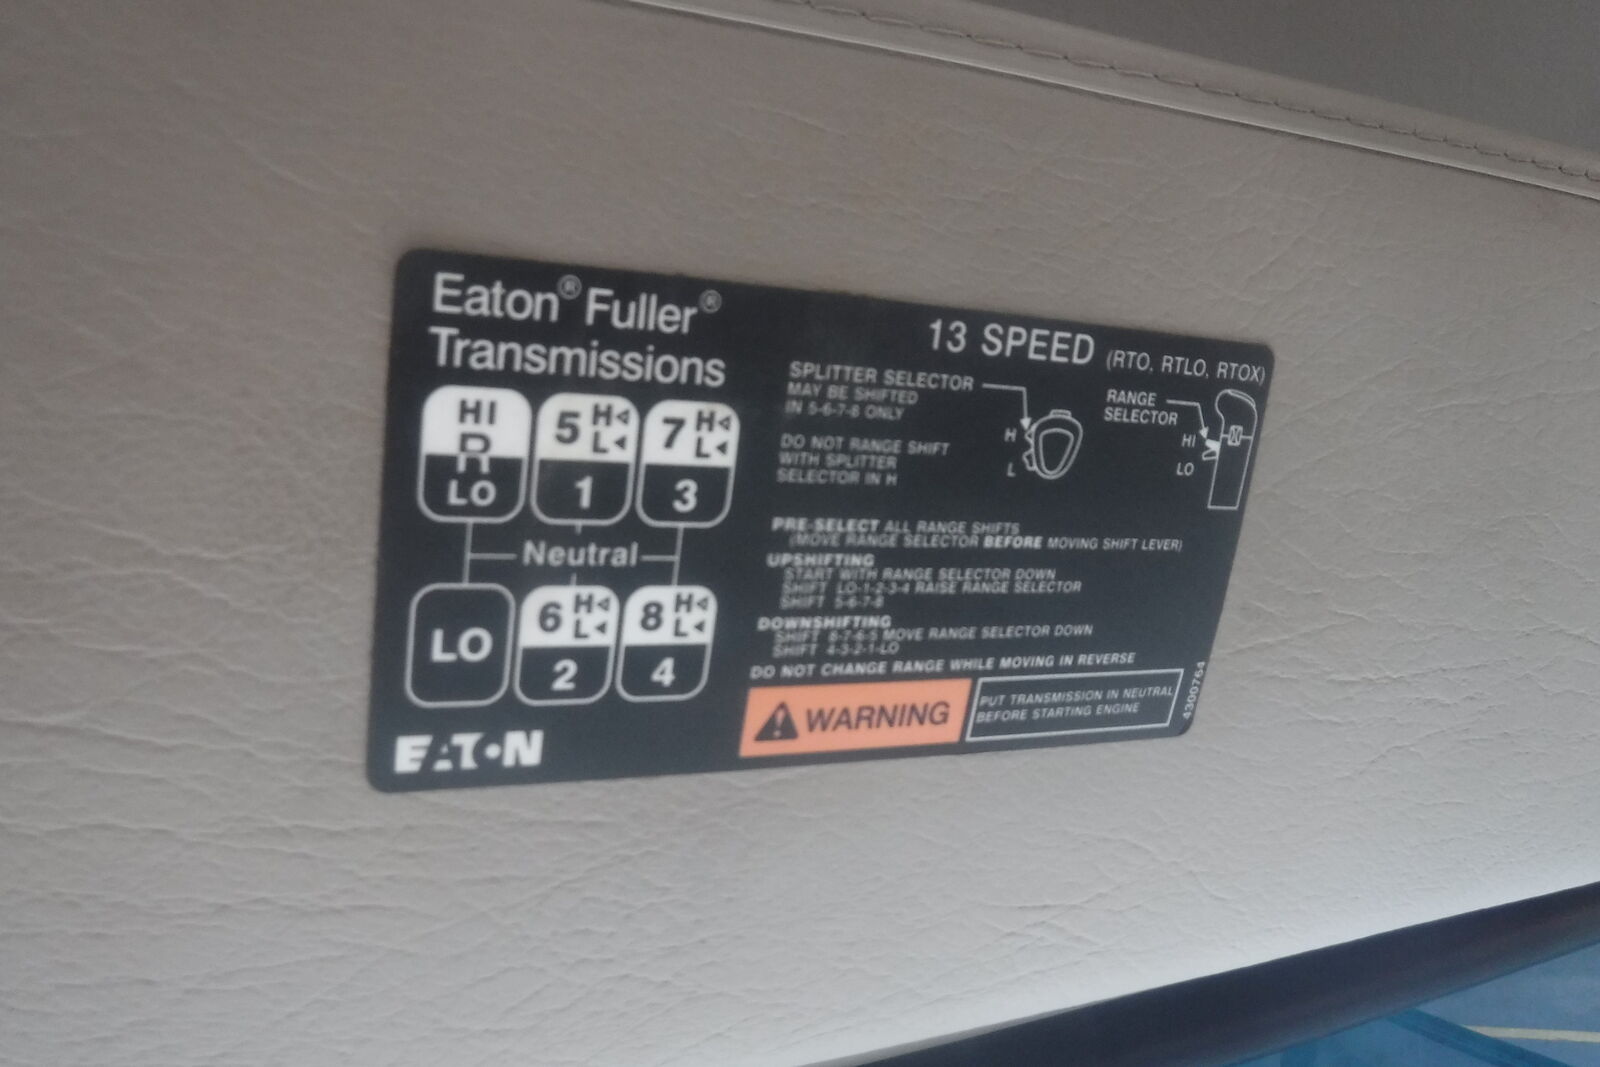 Eaton® Fuller®
Transmissions
HI
R
LO
5 H
L
1
7 H
L
3
Neutral
LO
6 H
L
2
8 H
L
4
EATON
13 SPEED (RTO, RTLO, RTOX)
SPLITTER SELECTOR
MAY BE SHIFTED
IN 5-6-7-8 ONLY
DO NOT RANGE SHIFT
WITH SPLITTER
SELECTOR IN H
H
L
RANGE
SELECTOR
HI
LO
PRE-SELECT ALL RANGE SHIFTS
(MOVE RANGE SELECTOR BEFORE MOVING SHIFT LEVER)
UPSHIFTING
START WITH RANGE SELECTOR DOWN
SHIFT LO-1-2-3-4 RAISE RANGE SELECTOR
SHIFT 5-6-7-8
DOWNSHIFTING
SHIFT 8-7-6-5 MOVE RANGE SELECTOR DOWN
SHIFT 4-3-2-1-LO
DO NOT CHANGE RANGE WHILE MOVING IN REVERSE
WARNING
PUT TRANSMISSION IN NEUTRAL
BEFORE STARTING ENGINE
4300764